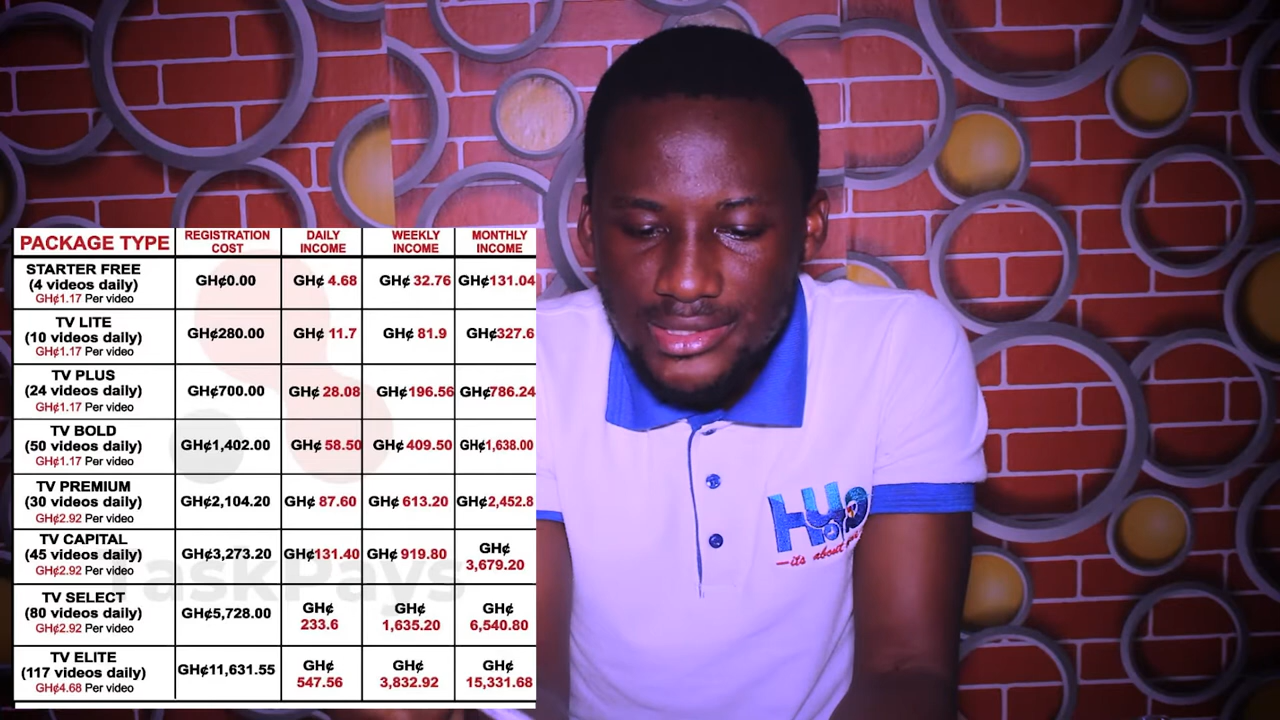 PACKAGE TYPE
REGISTRATION COST
DAILY INCOME
WEEKLY INCOME
MONTHLY INCOME
STARTER FREE
(4 videos daily)
GH₵1.17 Per video
GH₵0.00
GH₵ 4.68
GH₵ 32.76
GH₵131.04
TV LITE
(10 videos daily)
GH₵1.17 Per video
GH₵280.00
GH₵ 11.7
GH₵ 81.9
GH₵327.6
TV PLUS
(24 videos daily)
GH₵1.17 Per video
GH₵700.00
GH₵ 28.08
GH₵196.56
GH₵786.24
TV BOLD
(50 videos daily)
GH₵1.17 Per video
GH₵1,402.00
GH₵ 58.50
GH₵ 409.50
GH₵1,638.00
TV PREMIUM
(30 videos daily)
GH₵2.92 Per video
GH₵2,104.20
GH₵ 87.60
GH₵ 613.20
GH₵2,452.8
TV CAPITAL
(45 videos daily)
GH₵2.92 Per video
GH₵3,273.20
GH₵131.40
GH₵ 919.80
GH₵
3,679.20
TV SELECT
(80 videos daily)
GH₵2.92 Per video
GH₵5,728.00
GH₵
233.6
GH₵
1,635.20
GH₵
6,540.80
TV ELITE
(117 videos daily)
GH₵4.68 Per video
GH₵11,631.55
GH₵
547.56
GH₵
3,832.92
GH₵
15,331.68
askPays
—its about